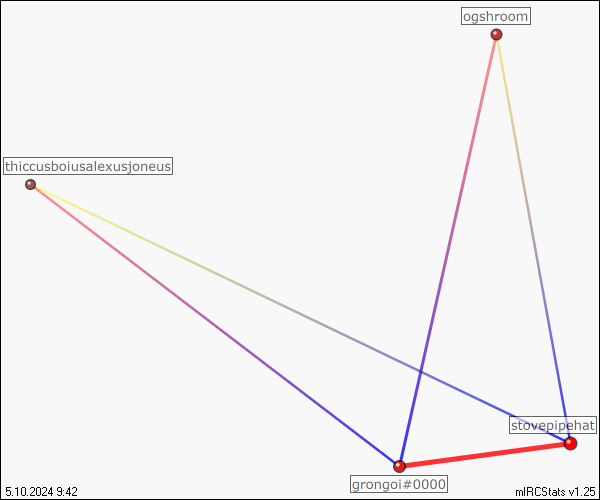 ogshroom
thiccusboiusalexusjoneus
stovepipehat
grongoi#0000
5.10.2024 9:42
mIRCStats v1.25